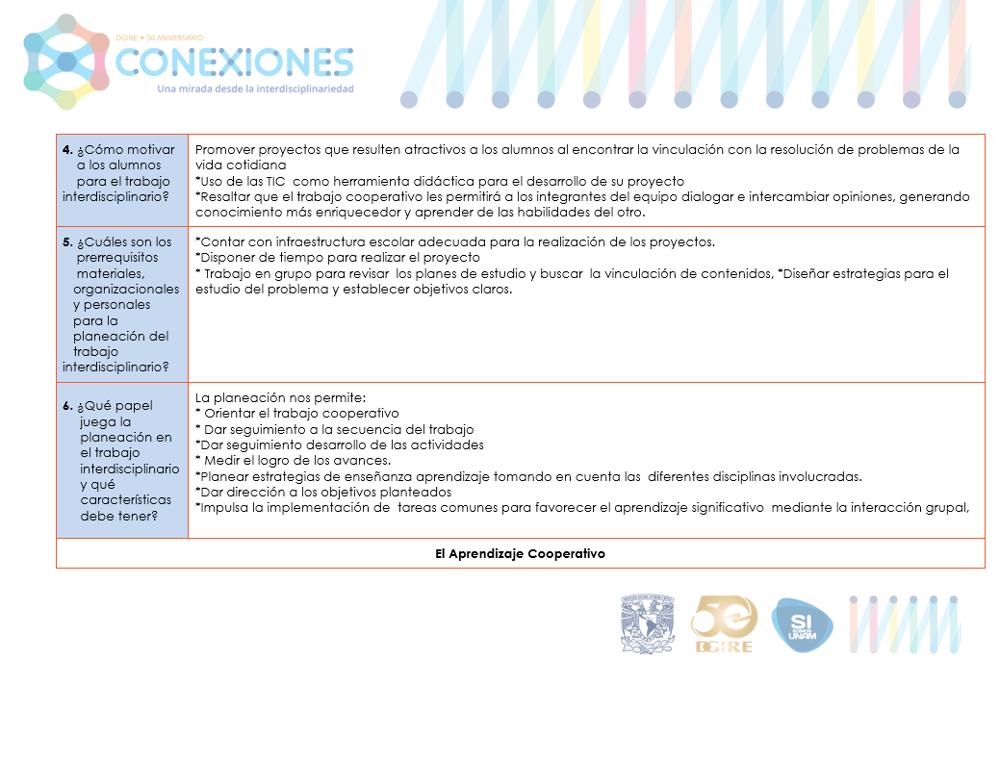 DGIRE • 50 ANIVERSARIO
CONEXIONES
Una mirada desde la interdisciplinariedad
4. ¿Cómo motivar
a los alumnos
para el trabajo
interdisciplinario?
Promover proyectos que resulten atractivos a los alumnos al encontrar la vinculación con la resolución de problemas de la
vida cotidiana
*Uso de las TIC como herramienta didáctica para el desarrollo de su proyecto
*Resaltar que el trabajo cooperativo les permitirá a los integrantes del equipo dialogar e intercambiar opiniones, generando
conocimiento más enriquecedor y aprender de las habilidades del otro.
5. ¿Cuáles son los
prerrequisitos
materiales,
organizacionales
y personales
para la
planeación del
trabajo
interdisciplinario?
*Contar con infraestructura escolar adecuada para la realización de los proyectos.
*Disponer de tiempo para realizar el proyecto
* Trabajo en grupo para revisar los planes de estudio y buscar la vinculación de contenidos, *Diseñar estrategias para el
estudio del problema y establecer objetivos claros.
6. ¿Qué papel
juega la
planeación en
el trabajo
interdisciplinario
y qué
características
debe tener?
La planeación nos permite:
* Orientar el trabajo cooperativo
* Dar seguimiento a la secuencia del trabajo
*Dar seguimiento desarrollo de las actividades
* Medir el logro de los avances.
*Planear estrategias de enseñanza aprendizaje tomando en cuenta las diferentes disciplinas involucradas.
*Dar dirección a los objetivos planteados
*Impulsa la implementación de tareas comunes para favorecer el aprendizaje significativo mediante la interacción grupal,
El Aprendizaje Cooperativo
50
DGIRE
SI
SOMOS
UNAM